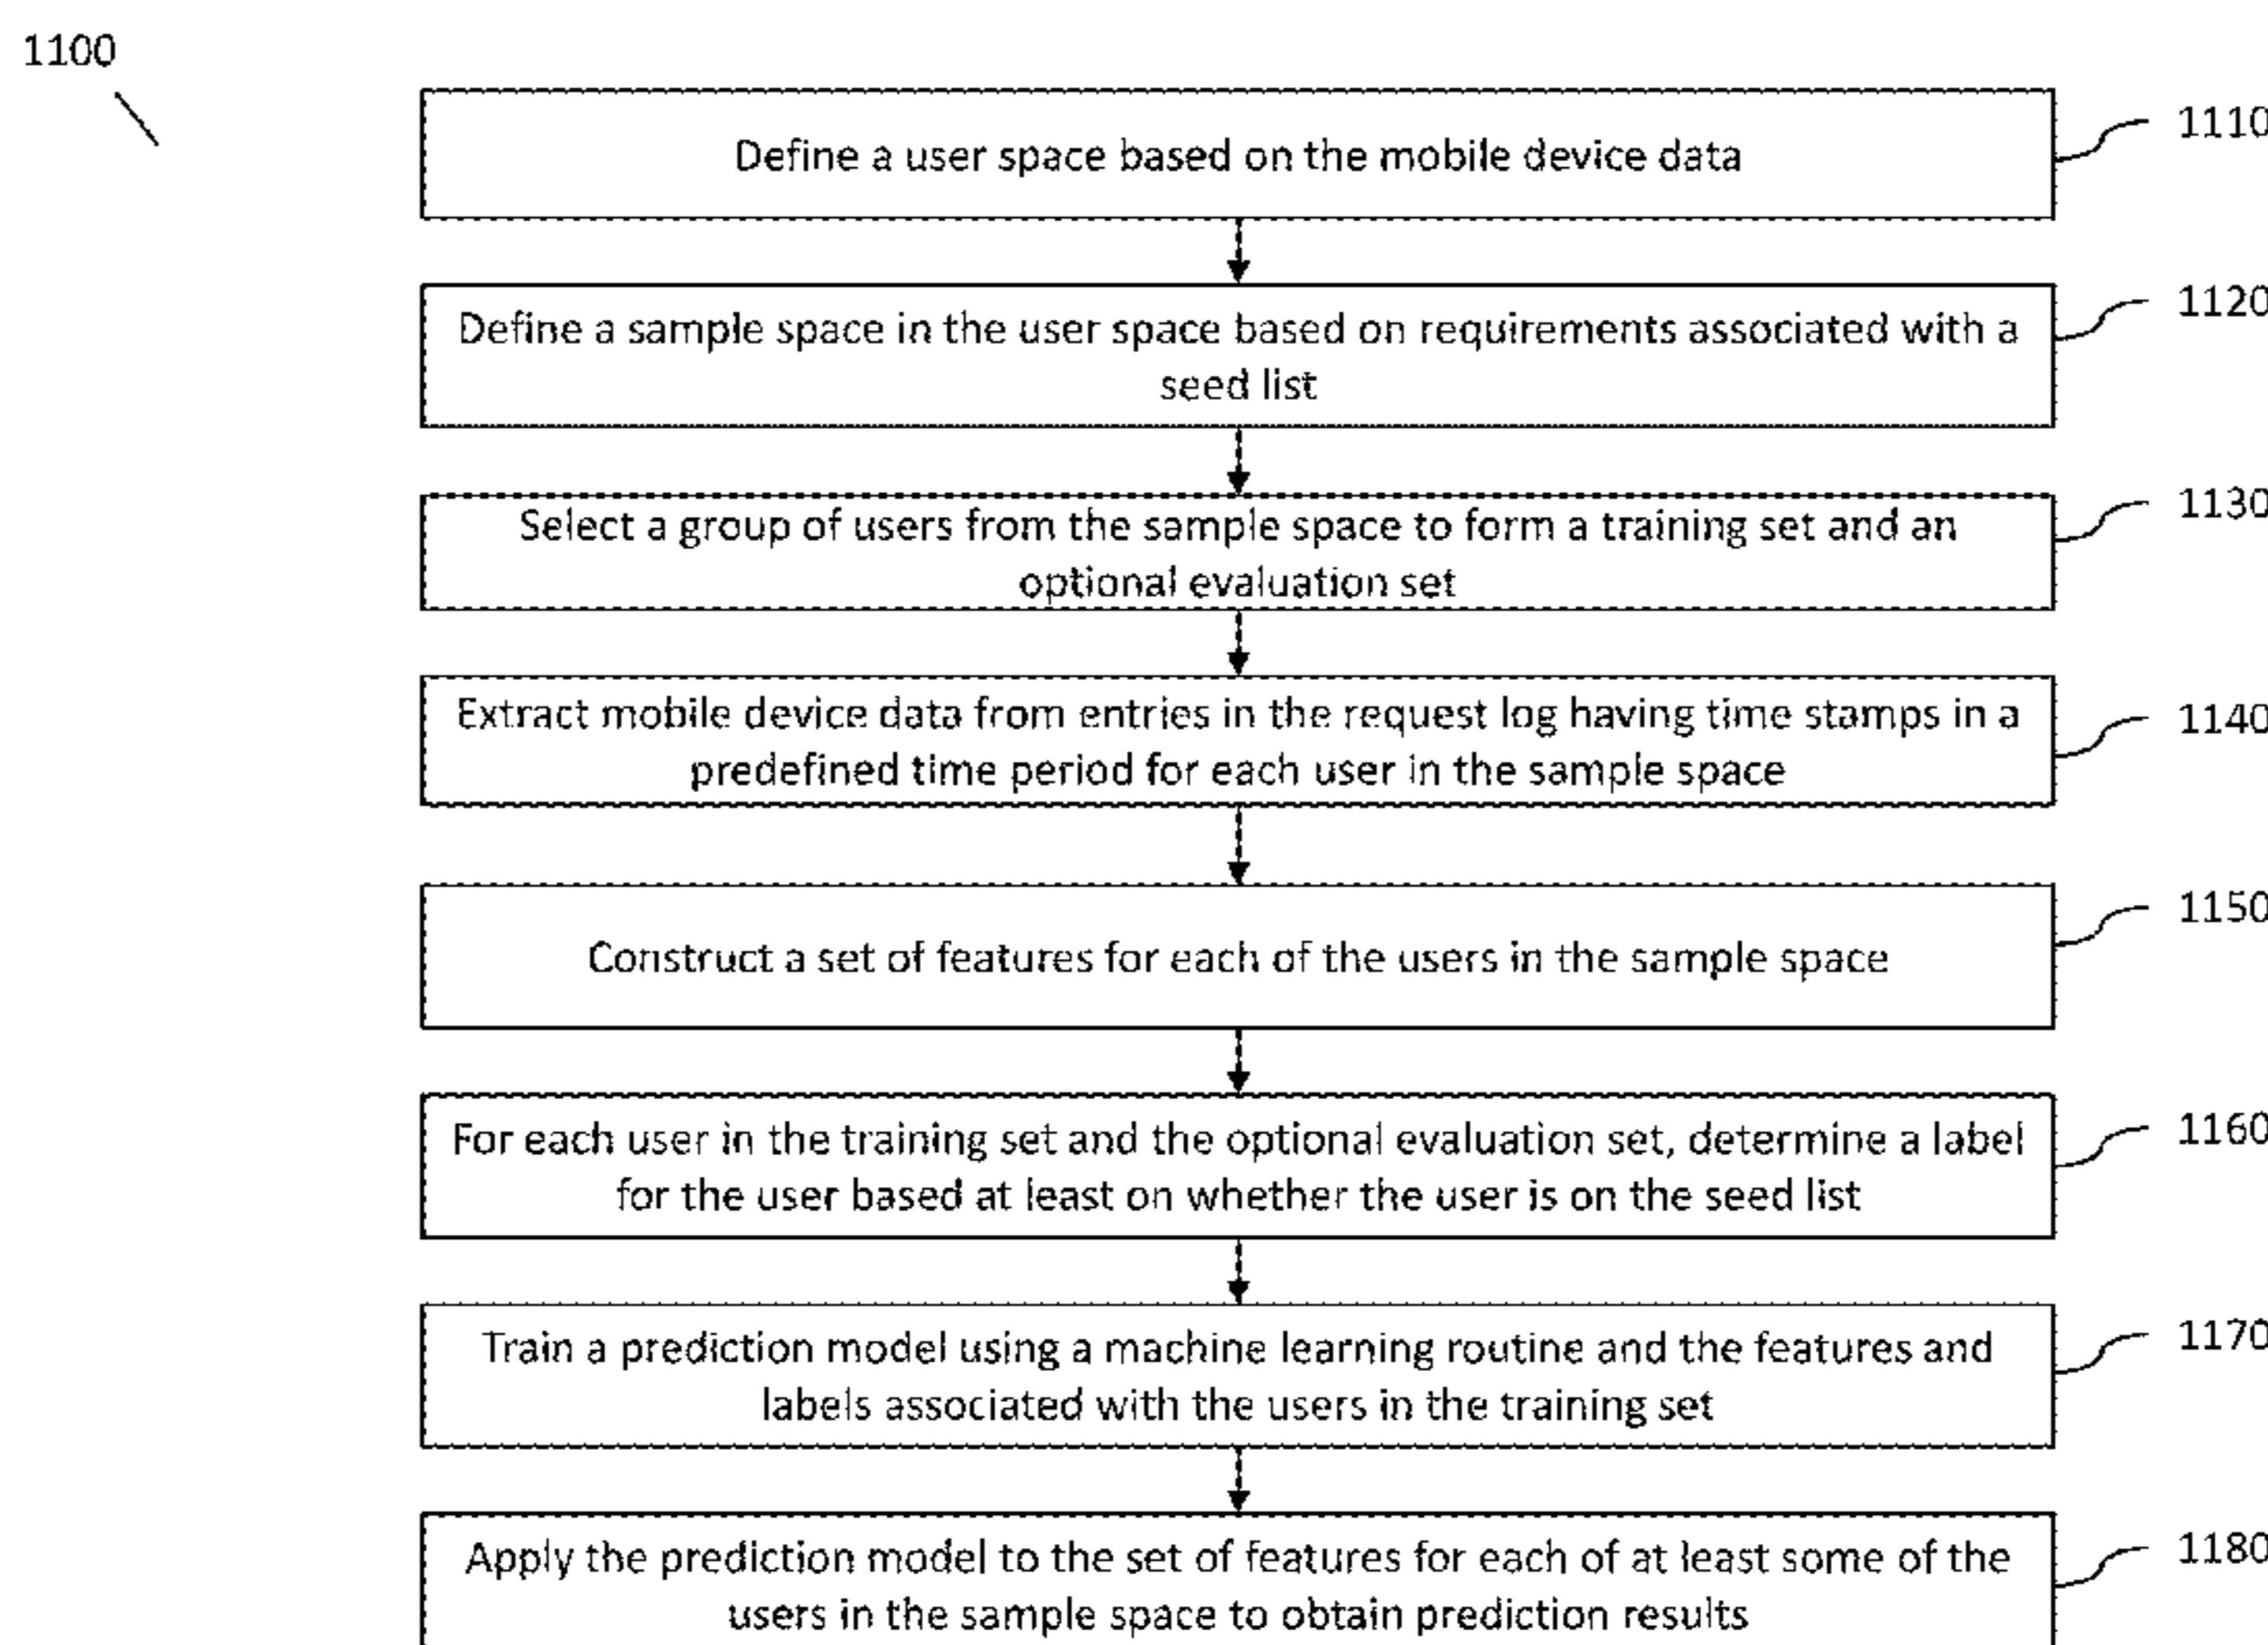 1100
Define a user space based on the mobile device data
1110
Define a sample space in the user space based on requirements associated with a
seed list
1120
Select a group of users from the sample space to form a training set and an
optional evaluation set
1130
Extract mobile device data from entries in the request log having time stamps in a
predefined time period for each user in the sample space
1140
Construct a set of features for each of the users in the sample space
1150
For each user in the training set and the optional evaluation set, determine a label
for the user based at least on whether the user is on the seed list
1160
Train a prediction model using a machine learning routine and the features and
labels associated with the users in the training set
1170
Apply the prediction model to the set of features for each of at least some of the
users in the sample space to obtain prediction results
1180